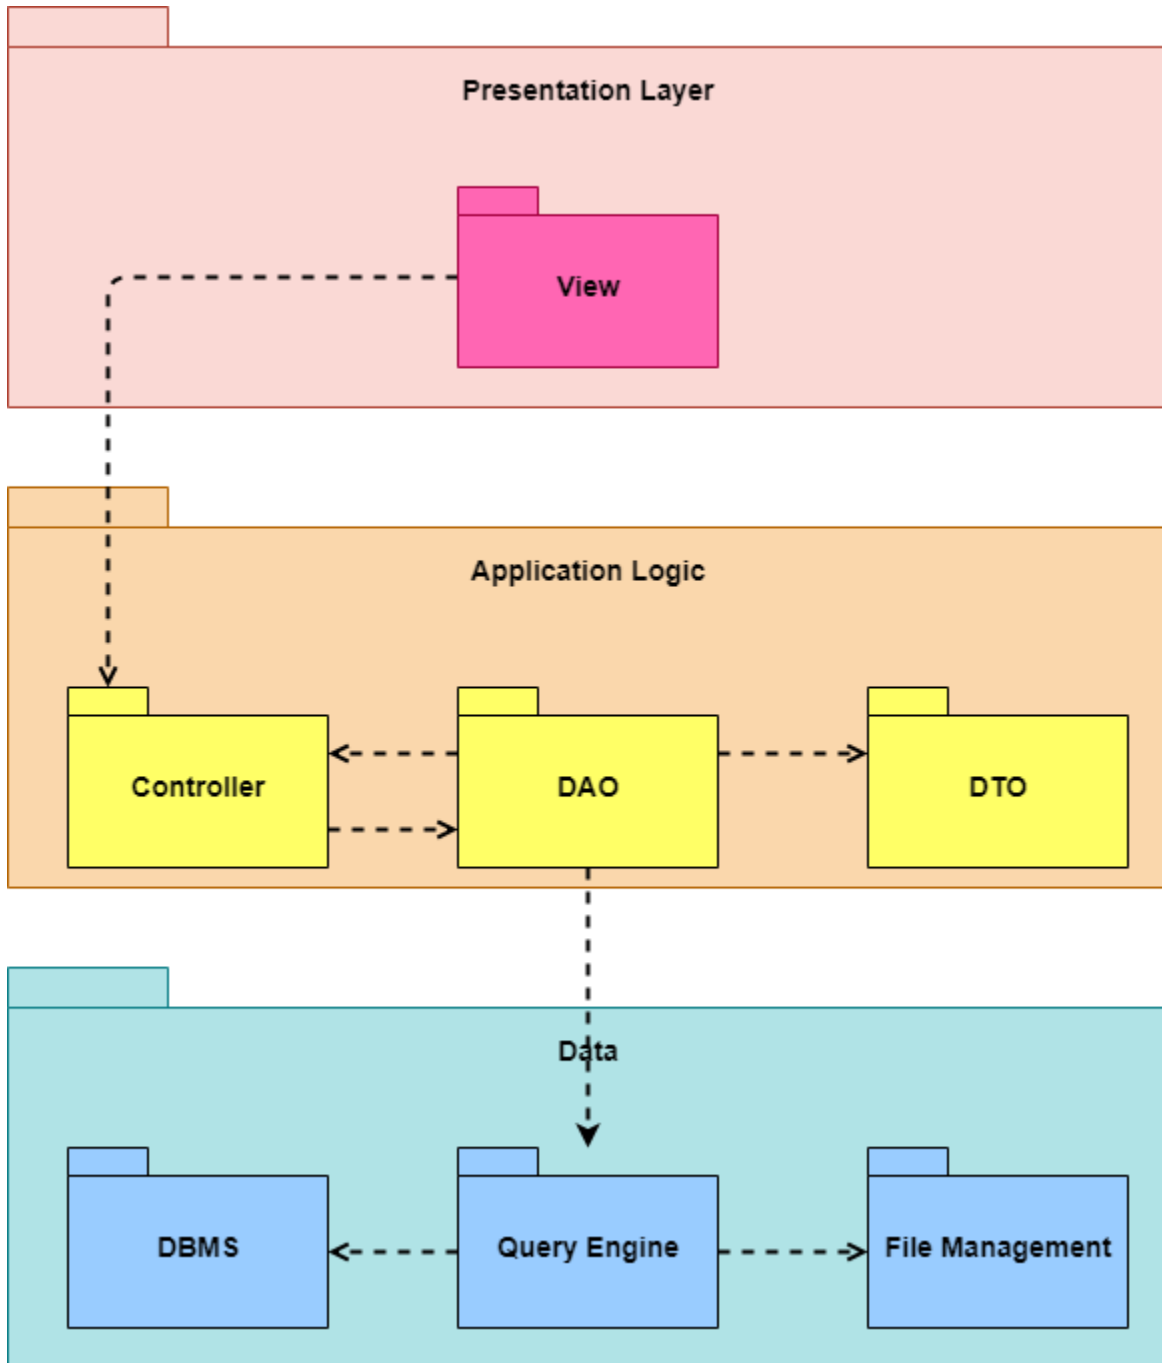 Presentation Layer
View
Application Logic
Controller
DAO
DTO
Data
DBMS
Query Engine
File Management